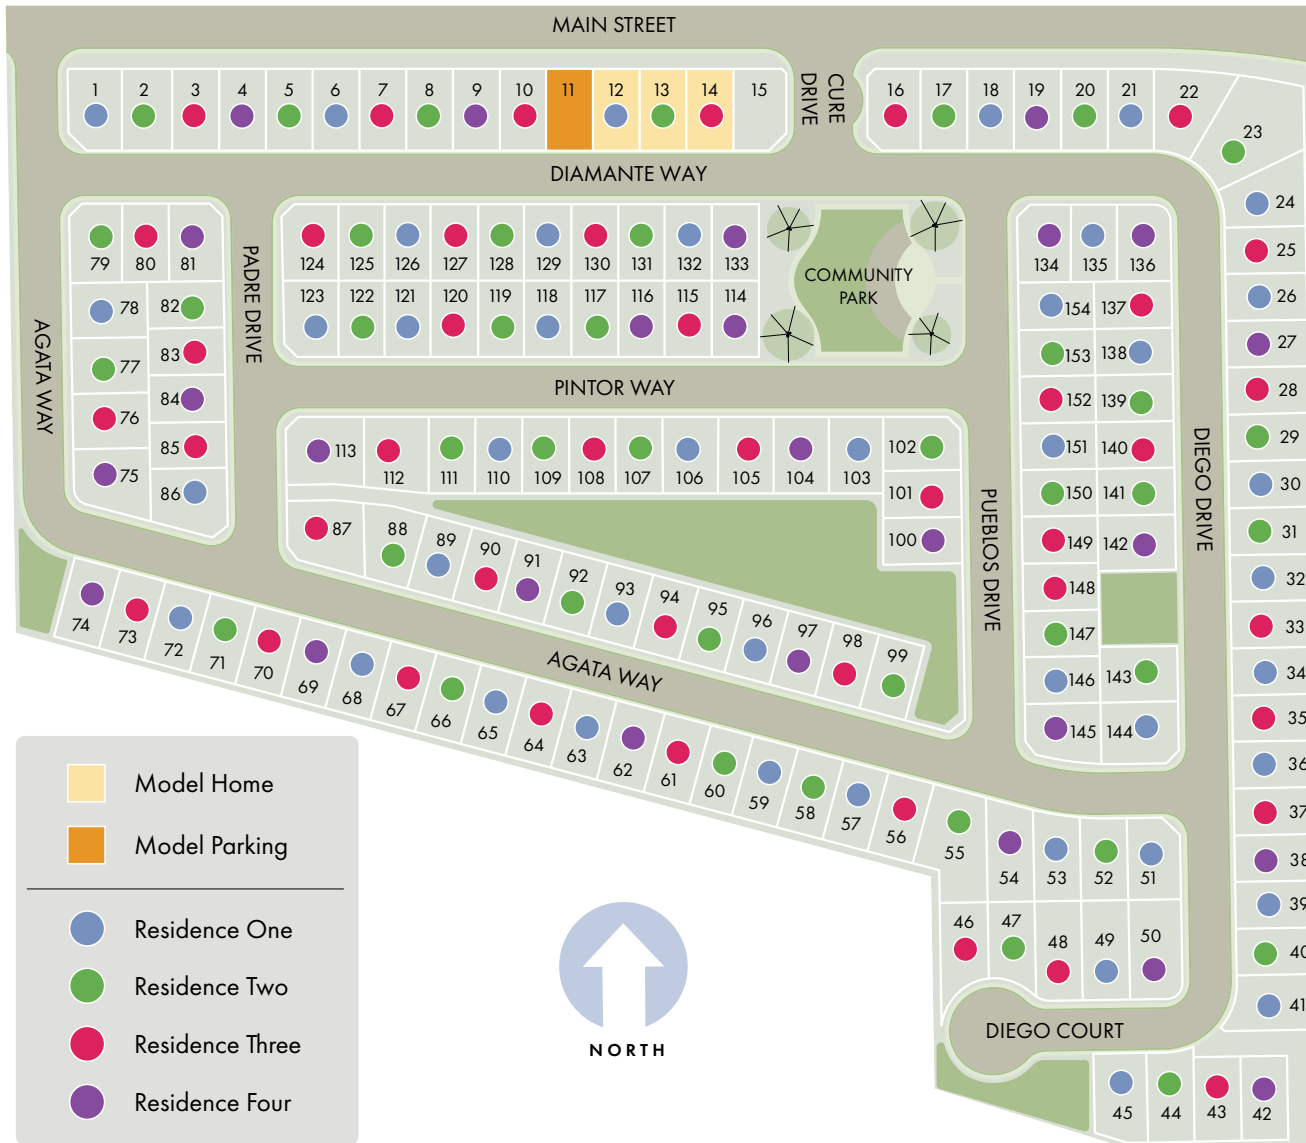 MAIN STREET
CURE
DRIVE
1 2 3 4 5 6 7 8 9 10 11 12 13 14 15
16 17 18 19 20 21 22
23
DIAMANTE WAY
24
25
26
27
28
29
30
31
32
33
34
35
36
37
38
39
40
41
79 80 81
78 82
77 83
76 84
75 85
86
AGATA WAY
PADRE DRIVE
124 125 126 127 128 129 130 131 132 133
123 122 121 120 119 118 117 116 115 114
COMMUNITY
PARK
134 135 136
154 137
153 138
152 139
151 140
150 141
149 142
148
147
146 143
145 144
DIEGO DRIVE
PINTOR WAY
113 112 111 110 109 108 107 106 105 104 103
102
101
100
PUEBLOS DRIVE
87 88 89 90 91 92 93 94 95 96 97 98 99
AGATA WAY
74 73 72 71 70 69 68 67 66 65 64 63 62 61 60 59 58 57 56 55
54 53 52 51
46 47 48 49 50
DIEGO COURT
45 44 43 42
Model Home
Model Parking
Residence One
Residence Two
Residence Three
Residence Four
NORTH